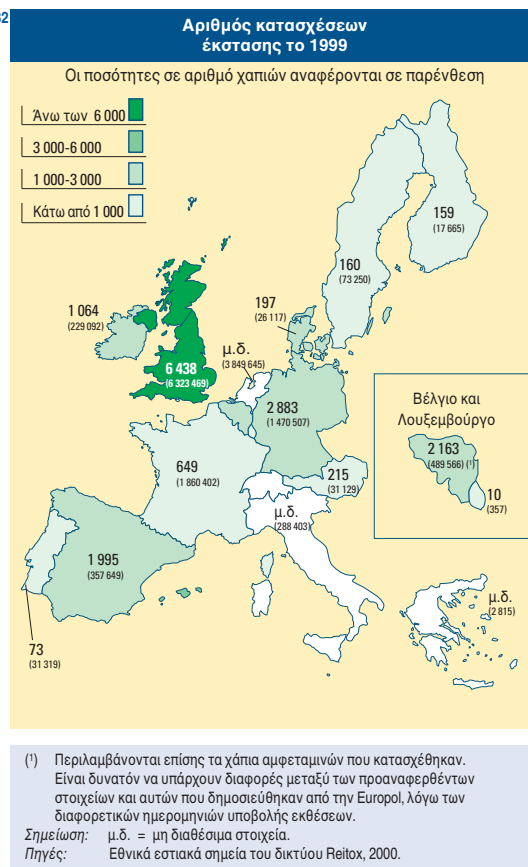 32
Αριθμός κατασχέσεων
έκστασης το 1999
Οι ποσότητες σε αριθμό χαπιών αναφέρονται σε παρένθεση
Άνω των 6 000
3 000-6 000
1 000-3 000
Κάτω από 1 000
159
(17 665)
160
(73 250)
197
(26 117)
1 064
(229 092)
μ.δ.
(3 849 645)
6 438
(6 323 469)
2 883
(1 470 507)
Βέλγιο και
Λουξεμβούργο
2 163
(489 566) (¹)
10
(357)
649
(1 860 402)
215
(31 129)
μ.δ.
(288 403)
1 995
(357 649)
μ.δ.
(2 815)
73
(31 319)
(¹) Περιλαμβάνονται επίσης τα χάπια αμφεταμινών που κατασχέθηκαν.
Είναι δυνατόν να υπάρχουν διαφορές μεταξύ των προαναφερθέντων
στοιχείων και αυτών που δημοσιεύθηκαν από την Europol, λόγω των
διαφορετικών ημερομηνιών υποβολής εκθέσεων.
Σημείωση: μ.δ. = μη διαθέσιμα στοιχεία.
Πηγές: Εθνικά εστιακά σημεία του δικτύου Reitox, 2000.